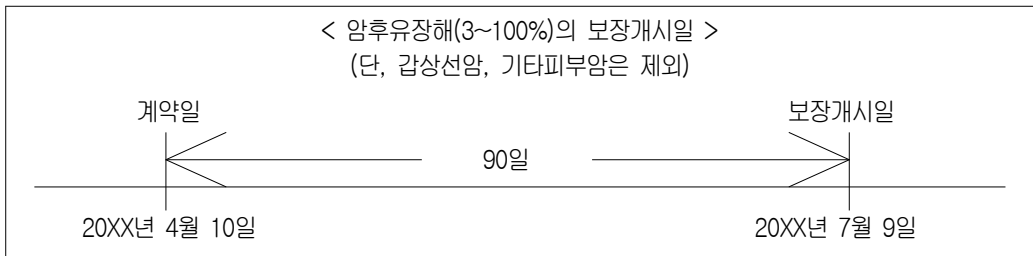 < 암후유장해(3~100%)의 보장개시일 >
(단, 갑상선암, 기타피부암은 제외)
계약일 보장개시일
90일
20XX년 4월 10일 20XX년 7월 9일